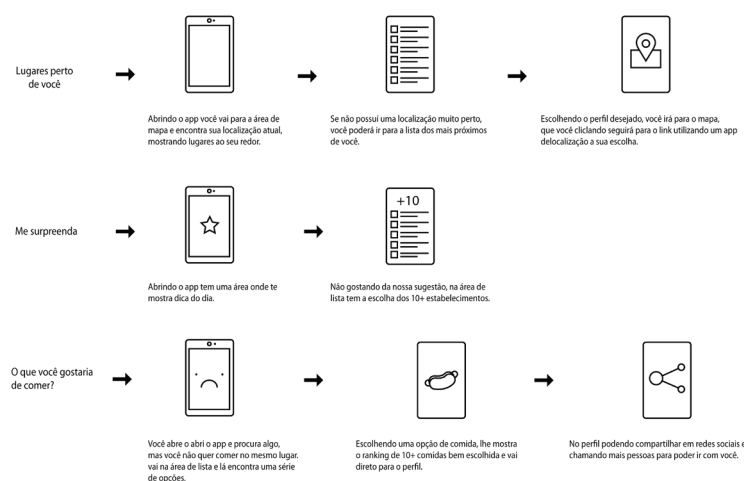 Lugares perto
de você
Abrindo o app você vai para a área de
mapa e encontra sua localização atual,
mostrando lugares ao seu redor.
Se não possuí uma localização muito perto,
você poderá ir para a lista dos mais próximos
de você.
Escolhendo o perfil desejado, você irá para o mapa,
que você cliclando seguirá para o link utilizando um app
delocalização a sua escolha.
Me surpreenda
Abrindo o app tem uma área onde te
mostra dica do dia.
+10
Não gostando da nossa sugestão, na área de
lista tem a escolha dos 10+ estabelecimentos.
O que você gostaria
de comer?
Você abre o abri o app e procura algo,
mas você não quer comer no mesmo lugar.
vai na área de lista e lá encontra uma série
de opções.
Escolhendo uma opção de comida, lhe mostra
o ranking de 10+ comidas bem escolhida e vai
direto para o perfil.
No perfil podendo compartilhar em redes sociais e
chamando mais pessoas para poder ir com você.